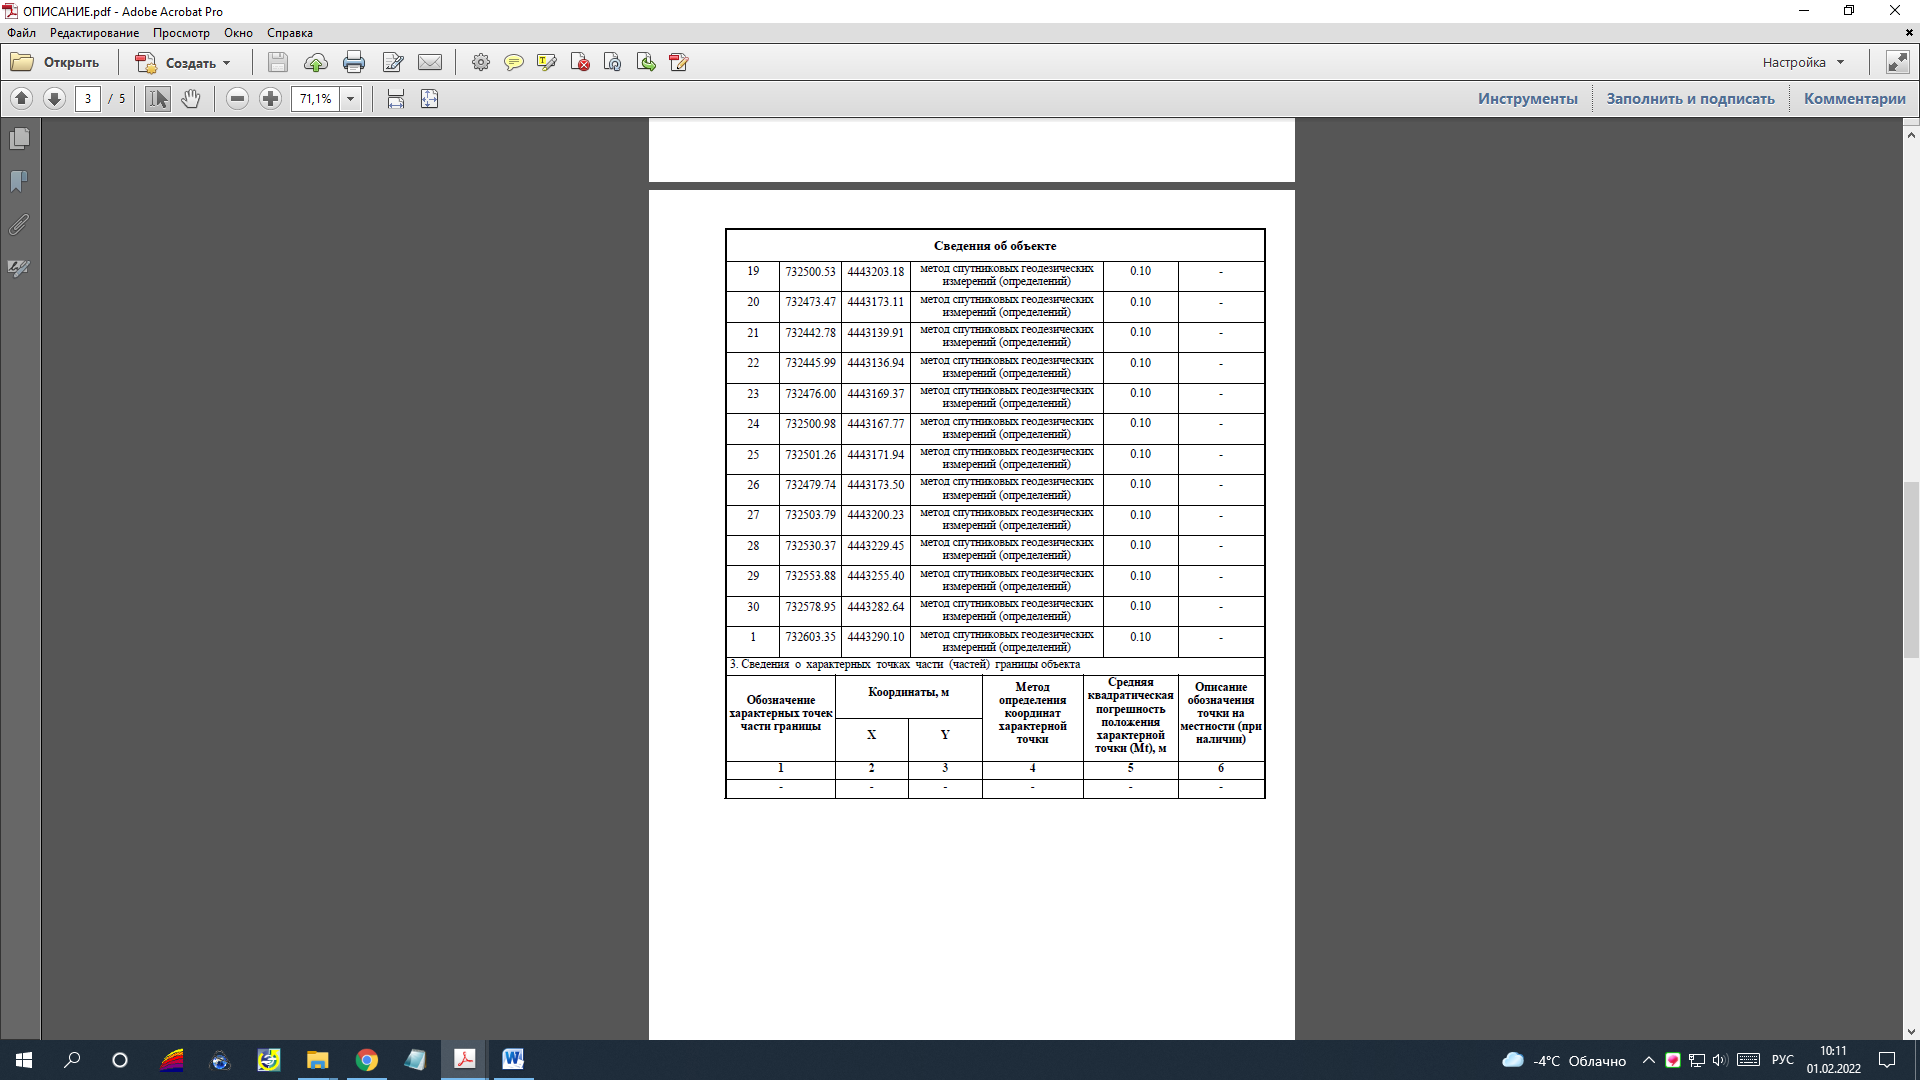 ОПИСАНИЕ.pdf - Adobe Acrobat Pro
Файл Редактирование Просмотр Окно Справка
Открыть Создать Настройка
3 / 5 71,1% Инструменты Заполнить и подписать Комментарии
Сведения об объекте
19 732500.53 4443203.18 метод спутниковых геодезических измерений (определений) 0.10 -
20 732473.47 4443173.11 метод спутниковых геодезических измерений (определений) 0.10 -
21 732442.78 4443139.91 метод спутниковых геодезических измерений (определений) 0.10 -
22 732445.99 4443136.94 метод спутниковых геодезических измерений (определений) 0.10 -
23 732476.00 4443169.37 метод спутниковых геодезических измерений (определений) 0.10 -
24 732500.98 4443167.77 метод спутниковых геодезических измерений (определений) 0.10 -
25 732501.26 4443171.94 метод спутниковых геодезических измерений (определений) 0.10 -
26 732479.74 4443173.50 метод спутниковых геодезических измерений (определений) 0.10 -
27 732503.79 4443200.23 метод спутниковых геодезических измерений (определений) 0.10 -
28 732530.37 4443229.45 метод спутниковых геодезических измерений (определений) 0.10 -
29 732553.88 4443255.40 метод спутниковых геодезических измерений (определений) 0.10 -
30 732578.95 4443282.64 метод спутниковых геодезических измерений (определений) 0.10 -
1 732603.35 4443290.10 метод спутниковых геодезических измерений (определений) 0.10 -
3. Сведения о характерных точках части (частей) границы объекта
Обозначение
характерных точек
части границы
Координаты, м
X Y
Метод
определения
координат
характерной
точки
Средняя
квадратическая
погрешность
положения
характерной
точки (Mt), м
Описание
обозначения
точки на
местности (при
наличии)
1 2 3 4 5 6
- - - - - -
-4°C Облачно РУС 10:11
01.02.2022